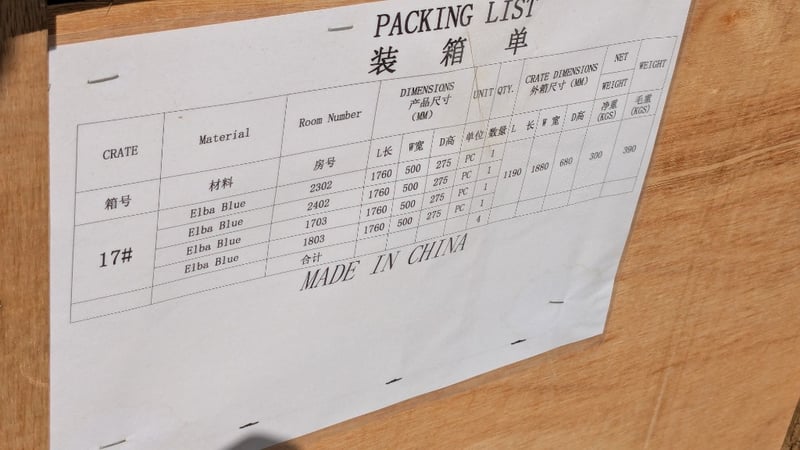 PACKING LIST
装 箱 单
CRATE Material Room Number DIMENSIONS 产品尺寸 (MM) UNIT QTY. CRATE DIMENSIONS 外箱尺寸 (MM) NET WEIGHT WEIGHT
箱号 材料 房号 L长 W宽 D高 单位 数量 L 长 W 宽 D高 净重 (KGS) 毛重 (KGS)
17# Elba Blue 2302 1760 500 275 PC 1 1190 1880 680 300 390
Elba Blue 2402 1760 500 275 PC 1
Elba Blue 1703 1760 500 275 PC 1
Elba Blue 1803 1760 500 275 PC 1
合计 4
MADE IN CHINA